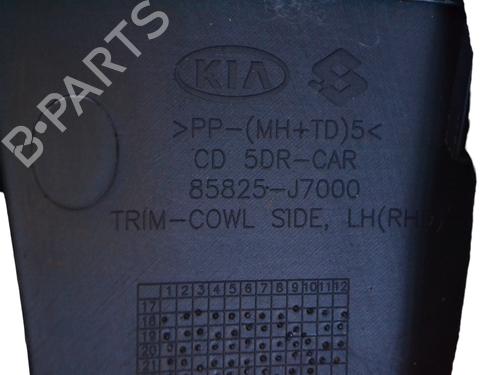 B-PARTS
KIA
>PP-(MH+TD)5<
CD 5DR-CAR
85825-J7000
TRIM-COWL SIDE, LH(RHD)
1 2 3 4 5 6 7 8 9 10 11 12
17
18
19
20
21